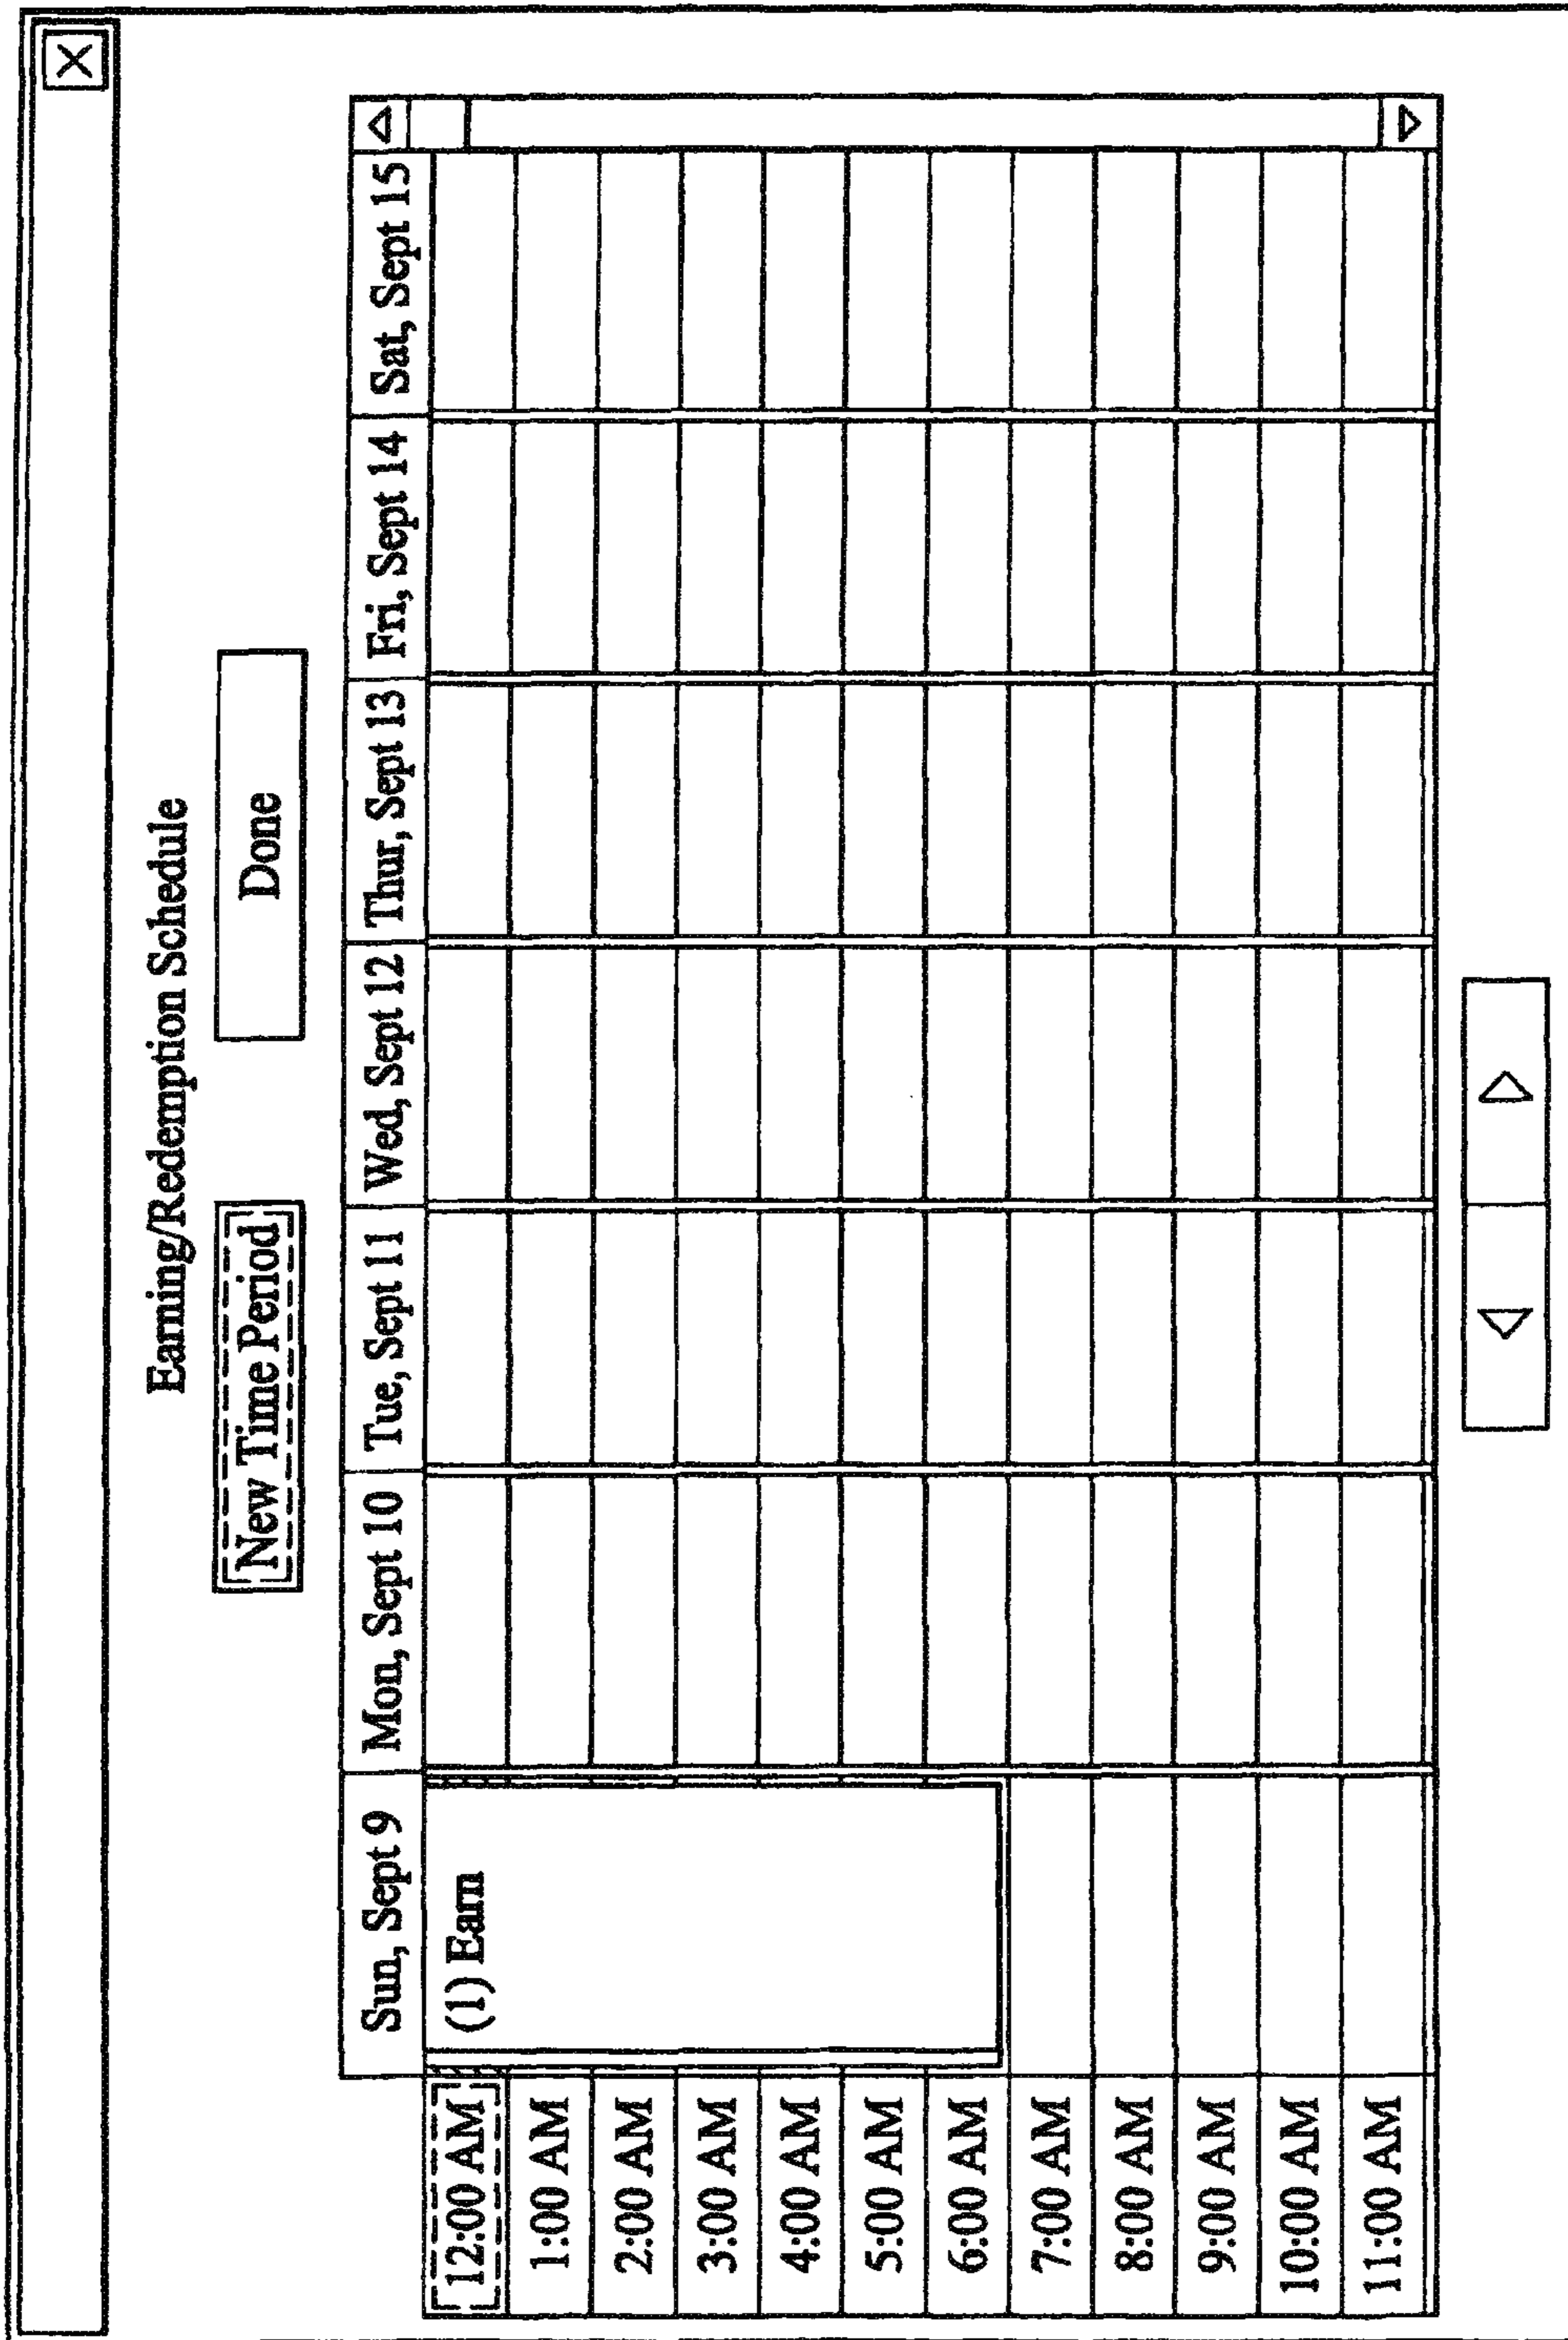 Earning/Redemption Schedule
New Time Period Done
Sun, Sept 9 Mon, Sept 10 Tue, Sept 11 Wed, Sept 12 Thur, Sept 13 Fri, Sept 14 Sat, Sept 15
12:00 AM (1) Earn
1:00 AM
2:00 AM
3:00 AM
4:00 AM
5:00 AM
6:00 AM
7:00 AM
8:00 AM
9:00 AM
10:00 AM
11:00 AM